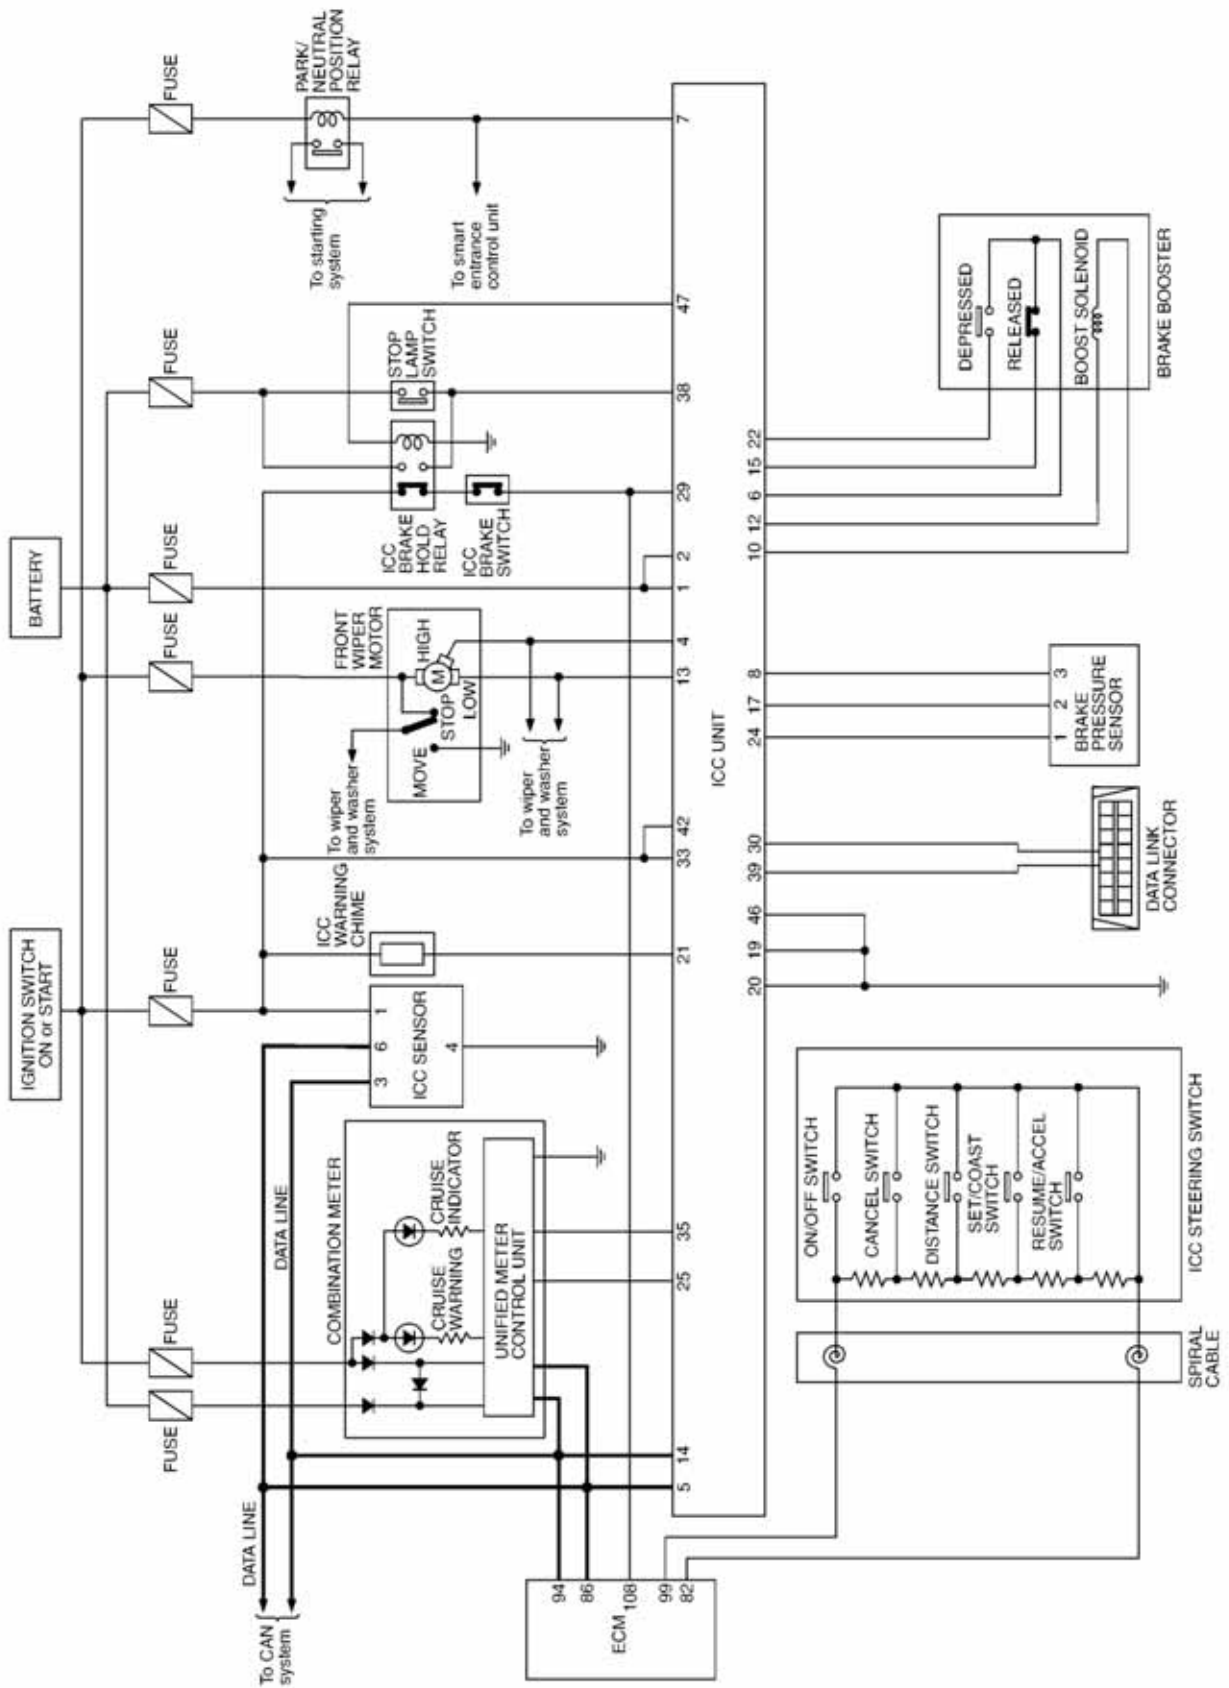 IGNITION SWITCH
ON or START
BATTERY
FUSE
FUSE
FUSE
FUSE
FUSE
FUSE
FUSE
DATA LINE
To CAN
system
DATA LINE
COMBINATION METER
CRUISE
WARNING
CRUISE
INDICATOR
UNIFIED METER
CONTROL UNIT
3
6
1
ICC SENSOR
4
ICC
WARNING
CHIME
To wiper
and washer
system
FRONT
WIPER
MOTOR
MOVE
STOP
LOW
HIGH
M
To wiper
and washer
system
ICC
BRAKE
HOLD
RELAY
ICC
BRAKE
SWITCH
STOP
LAMP
SWITCH
To starting
system
PARK/
NEUTRAL
POSITION
RELAY
To smart
entrance
control unit
5
14
25
35
21
33
42
13
4
1
2
29
38
47
7
ICC UNIT
20
19
46
39
30
24
17
8
10
12
6
15
22
ECM
94
86
108
99
82
SPIRAL
CABLE
ON/OFF SWITCH
CANCEL SWITCH
DISTANCE SWITCH
SET/COAST
SWITCH
RESUME/ACCEL
SWITCH
ICC STEERING SWITCH
DATA LINK
CONNECTOR
1
2
3
BRAKE
PRESSURE
SENSOR
DEPRESSED
RELEASED
BOOST SOLENOID
BRAKE BOOSTER